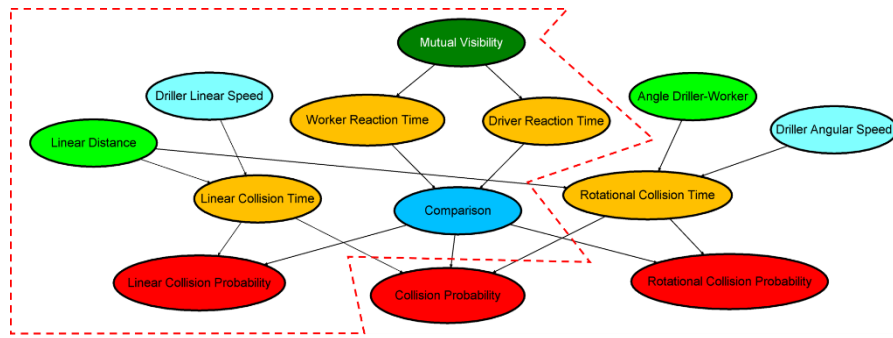 Mutual Visibility
Driller Linear Speed
Angle Driller-Worker
Worker Reaction Time
Driver Reaction Time
Driller Angular Speed
Linear Distance
Linear Collision Time
Comparison
Rotational Collision Time
Linear Collision Probability
Collision Probability
Rotational Collision Probability